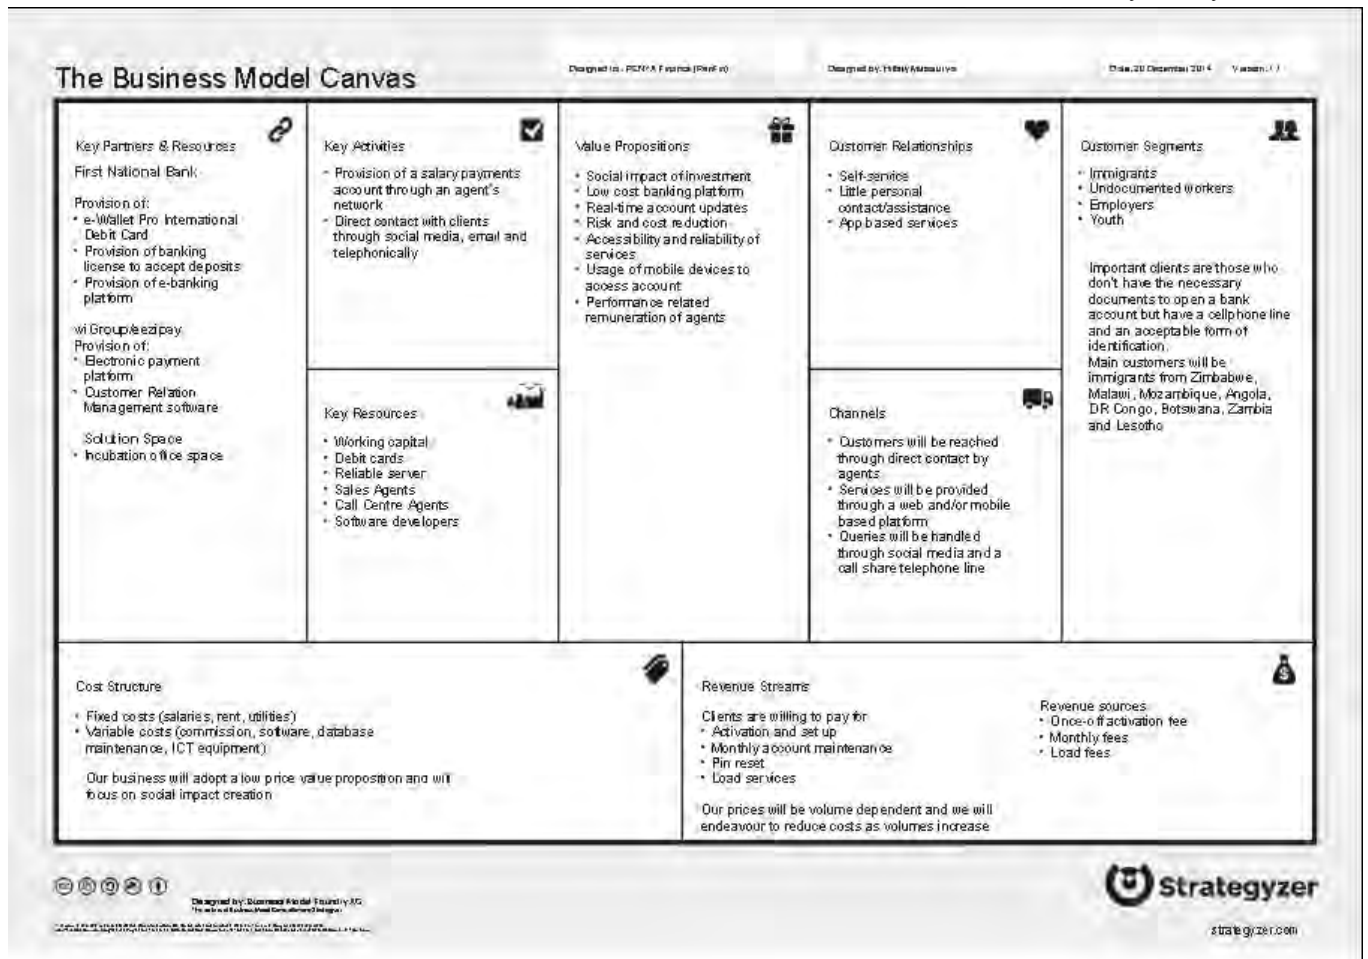 The Business Model Canvas
Designed by:
Key Partners & Resources
First National Bank
Provision of:
• e-Wallet Pro International
Debit Card
• Provision of banking
license to accept deposits
• Provision of e-banking
platform
wiGroup/eezipay
Provision of:
• Electronic payment
platform
• Customer Relation
Management software
Solution Space
• Incubation office space
Key Activities
• Provision of a salary payments
account through an agent's
network
• Direct contact with clients
through social media, email and
telephonically
Key Resources
• Working capital
• Debit cards
• Reliable server
• Sales Agents
• Call Centre Agents
• Software developers
Value Propositions
• Social impact of investment
• Low cost banking platform
• Real-time account updates
• Risk and cost reduction
• Accessibility and reliability of
services
• Usage of mobile devices to
access account
• Performance related
remuneration of agents
Customer Relationships
• Self-service
• Little personal
contact/assistance
• App based services
Channels
• Customers will be reached
through direct contact by
agents
• Services will be provided
through a web and/or mobile
based platform
• Queries will be handled
through social media and a
call share telephone line
Customer Segments
• Immigrants
• Undocumented workers
• Employers
• Youth
Important clients are those who
don't have the necessary
documents to open a bank
account but have a cellphone line
and an acceptable form of
identification.
Main customers will be
immigrants from Zimbabwe,
Malawi, Mozambique, Angola,
DR Congo, Botswana, Zambia
and Lesotho
Cost Structure
• Fixed costs (salaries, rent, utilities)
• Variable costs (commission, software, database
maintenance, ICT equipment)
Our business will adopt a low price value proposition and will
focus on social impact creation
Revenue Streams
Clients are willing to pay for
• Activation and set up
• Monthly account maintenance
• Pin reset
• Load services
Our prices will be volume dependent and we will
endeavour to reduce costs as volumes increase
Revenue sources
• Once-off activation fee
• Monthly fees
• Load fees
Designed by: Business Model Foundry AG
Strategyzer
strategyzer.com